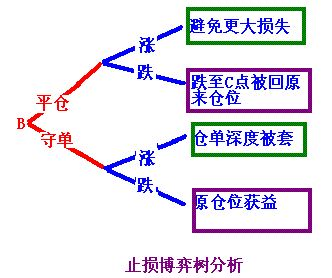 涨
避免更大损失
平仓
跌
跌至C点被回原
来仓位
B
守单
涨
仓单深度被套
跌
原仓位获益
止损博弈树分析